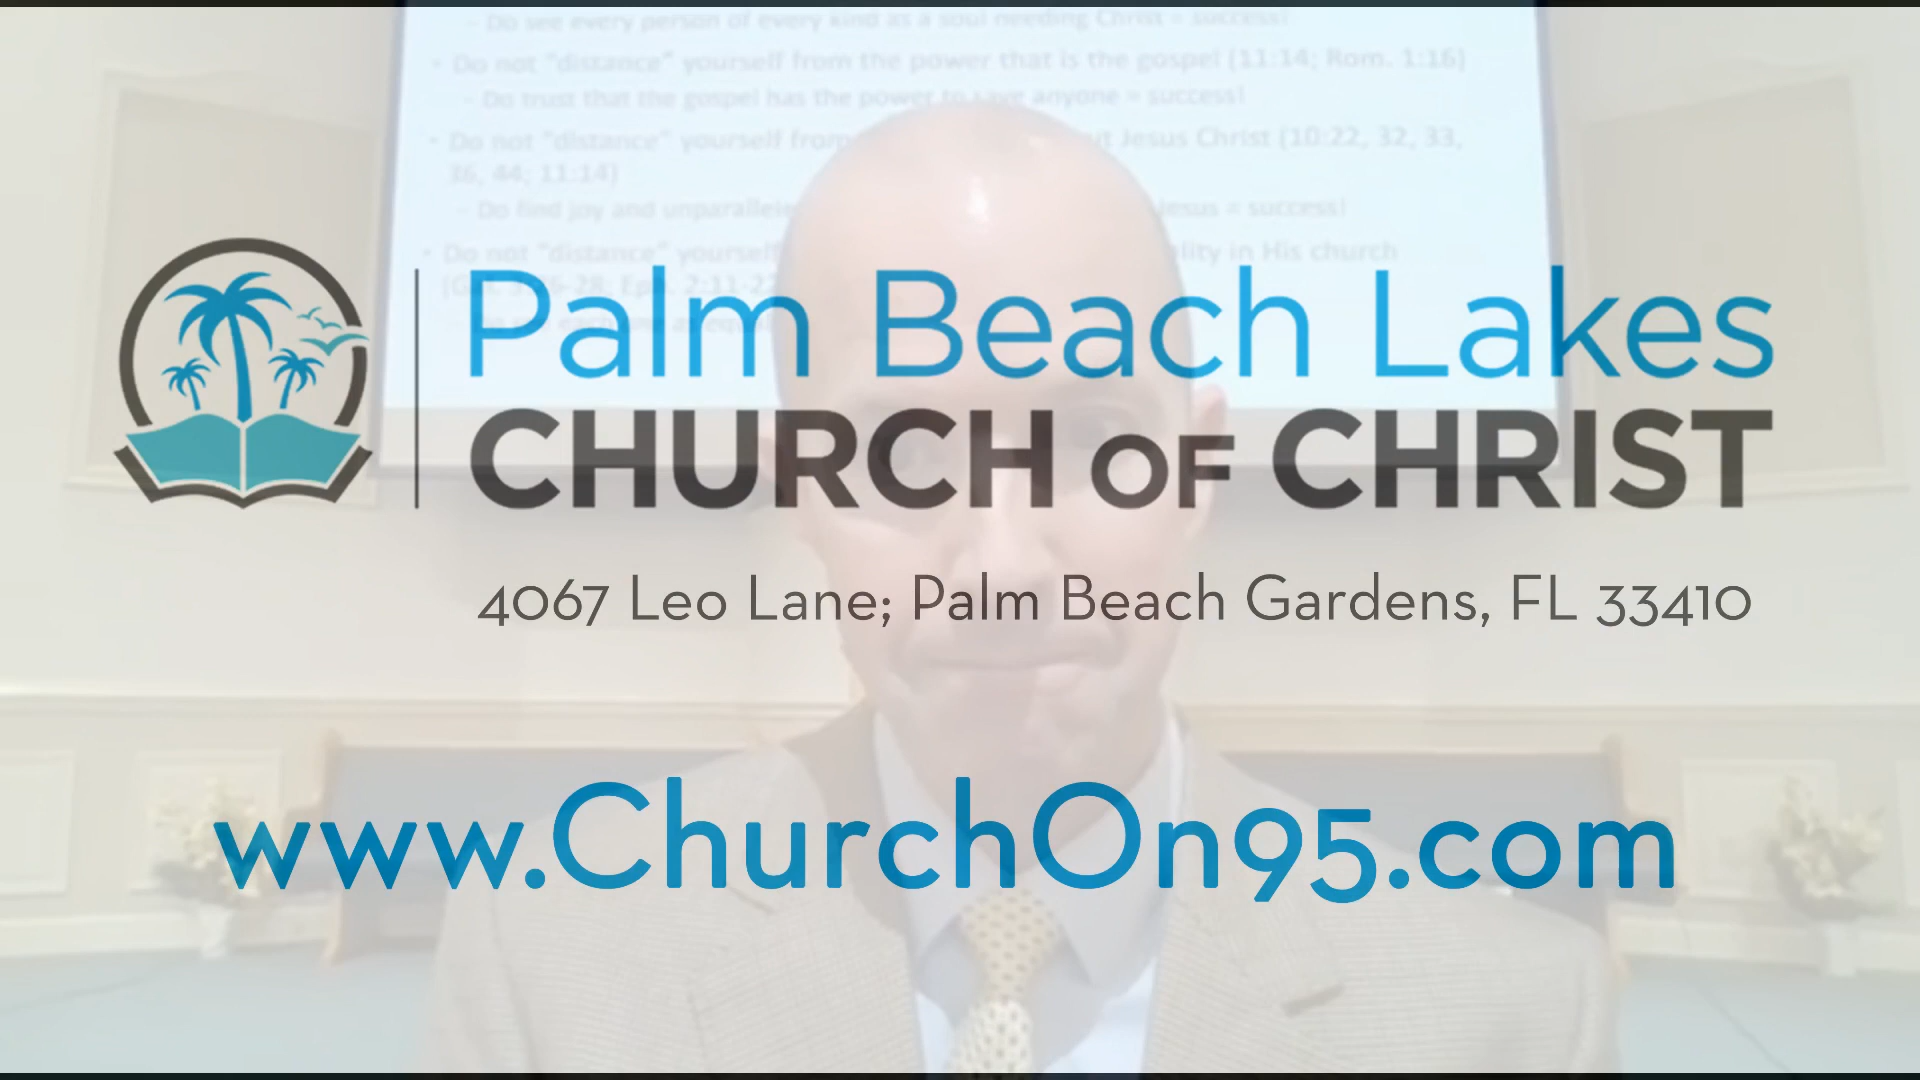 - Do see every person of every kind as a soul needing Christ = success!
• Do not "distance" yourself from the power that is the gospel (11:14; Rom. 1:16)
- Do trust that the gospel has the power to save anyone = success!
• Do not "distance" yourself from Jesus Christ (10:22, 32, 33,
36, 44; 11:14)
- Do find joy and Jesus = success!
• Do not "distance" yourself in His church
Palm Beach Lakes
CHURCH OF CHRIST
4067 Leo Lane; Palm Beach Gardens, FL 33410
www.ChurchOn95.com